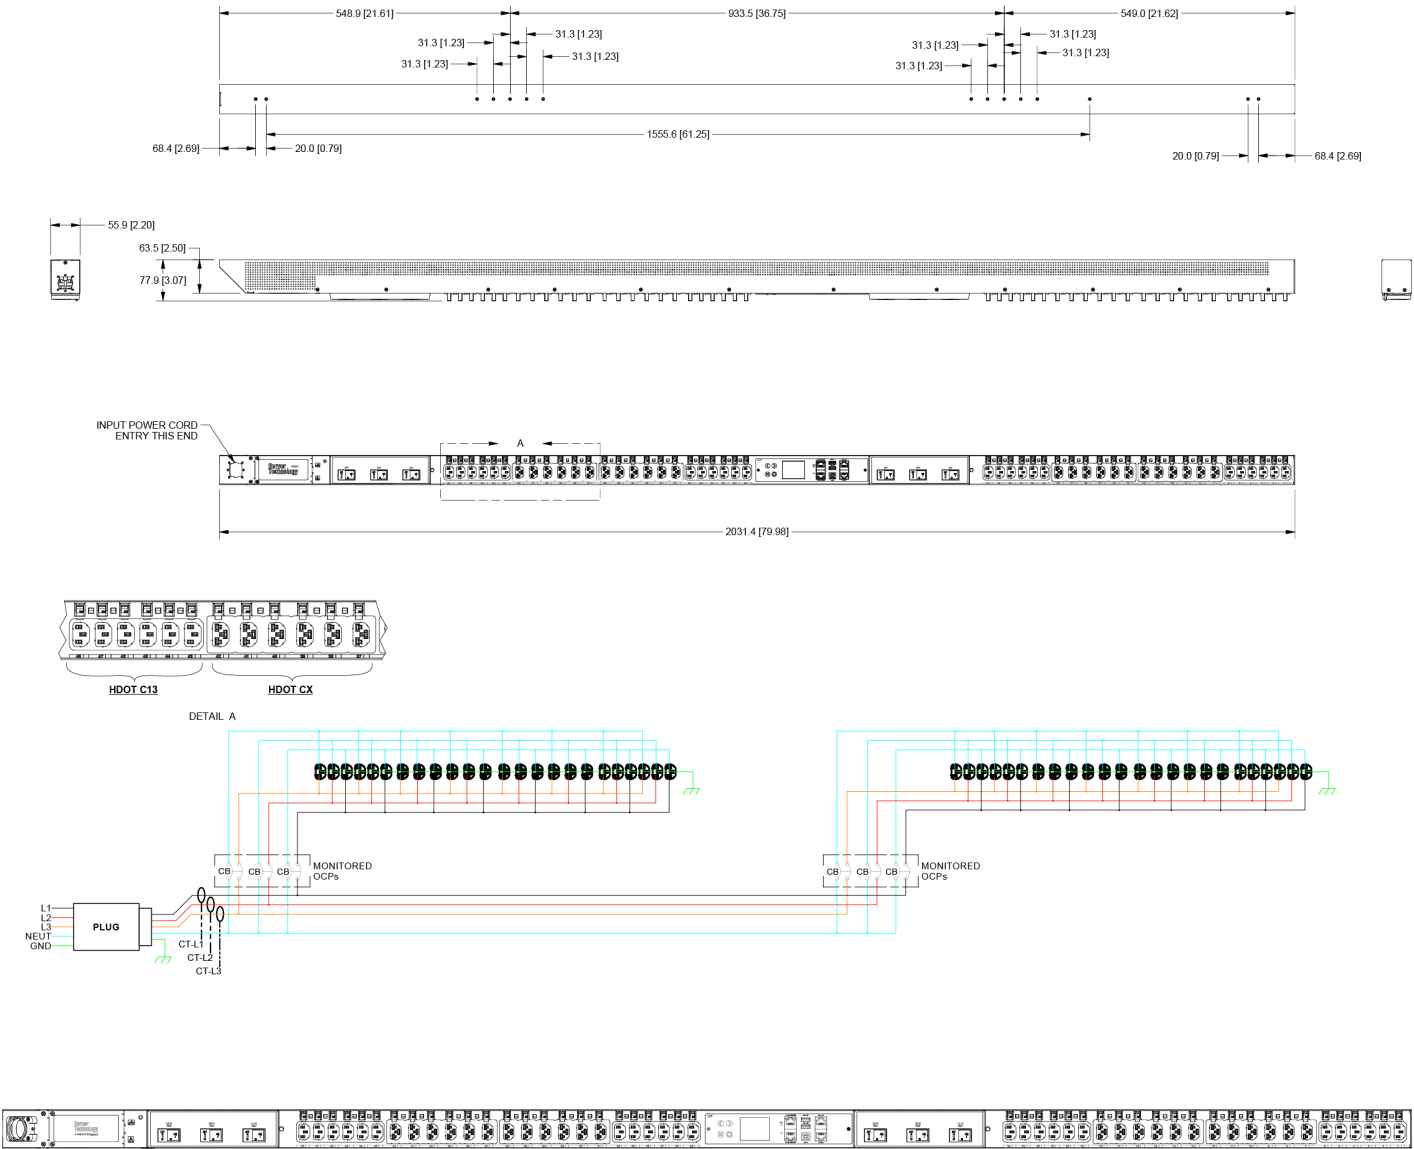 548.9 [21.61]
933.5 [36.75]
549.0 [21.62]
31.3 [1.23]
31.3 [1.23]
31.3 [1.23]
31.3 [1.23]
31.3 [1.23]
31.3 [1.23]
31.3 [1.23]
31.3 [1.23]
1555.6 [61.25]
68.4 [2.69]
20.0 [0.79]
20.0 [0.79]
68.4 [2.69]
55.9 [2.20]
63.5 [2.50]
77.9 [3.07]
INPUT POWER CORD
ENTRY THIS END
A
Server
Technology
2031.4 [79.98]
HDOT C13
HDOT CX
DETAIL A
CB
CB
CB
MONITORED
OCPs
CB
CB
CB
MONITORED
OCPs
L1
L2
L3
NEUT
GND
PLUG
CT-L1
CT-L2
CT-L3
Server
Technology